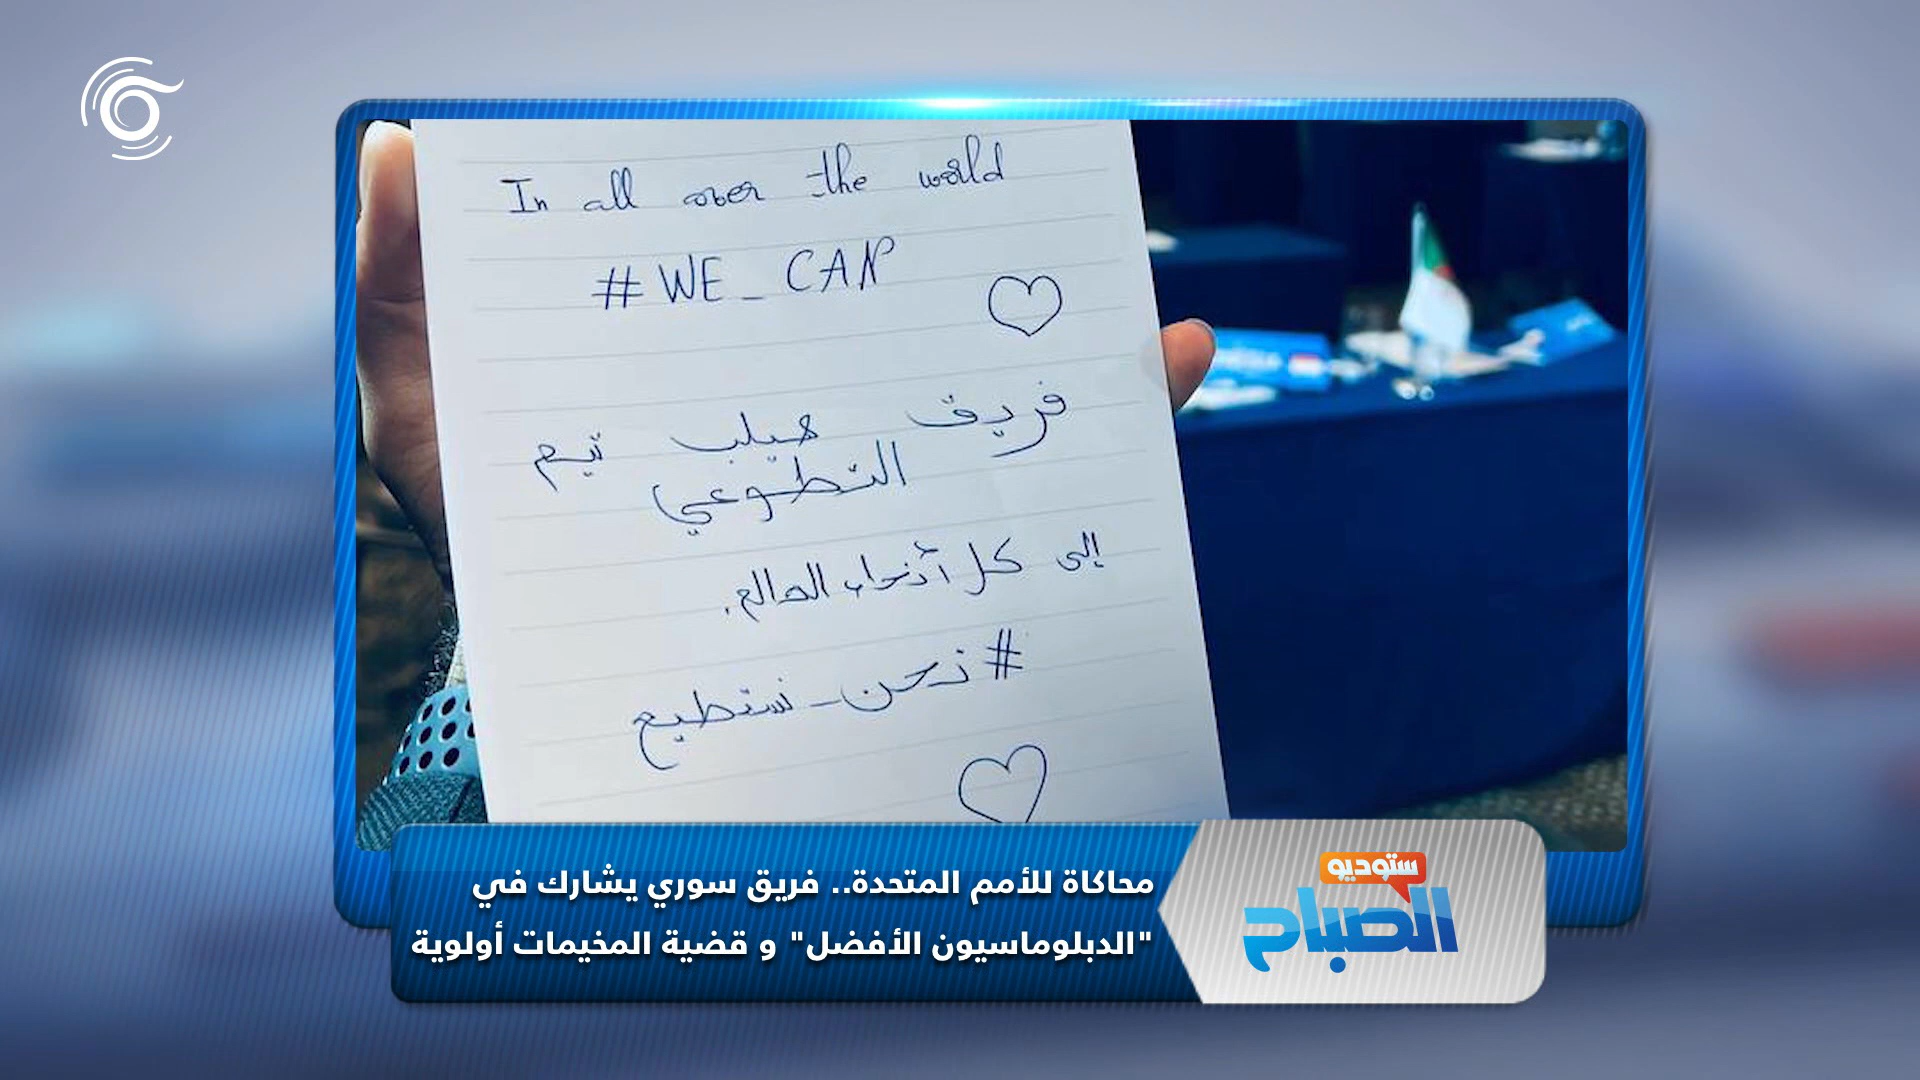 In all over the world
#WE_CAN
فريق هيلب تيم
التطوعي
إلى كل أنحاء العالم.
#نحن_نستطيع
ستوديو
الصباح
محاكاة للأمم المتحدة.. فريق سوري يشارك في
"الدبلوماسيون الأفضل" و قضية المخيمات أولوية